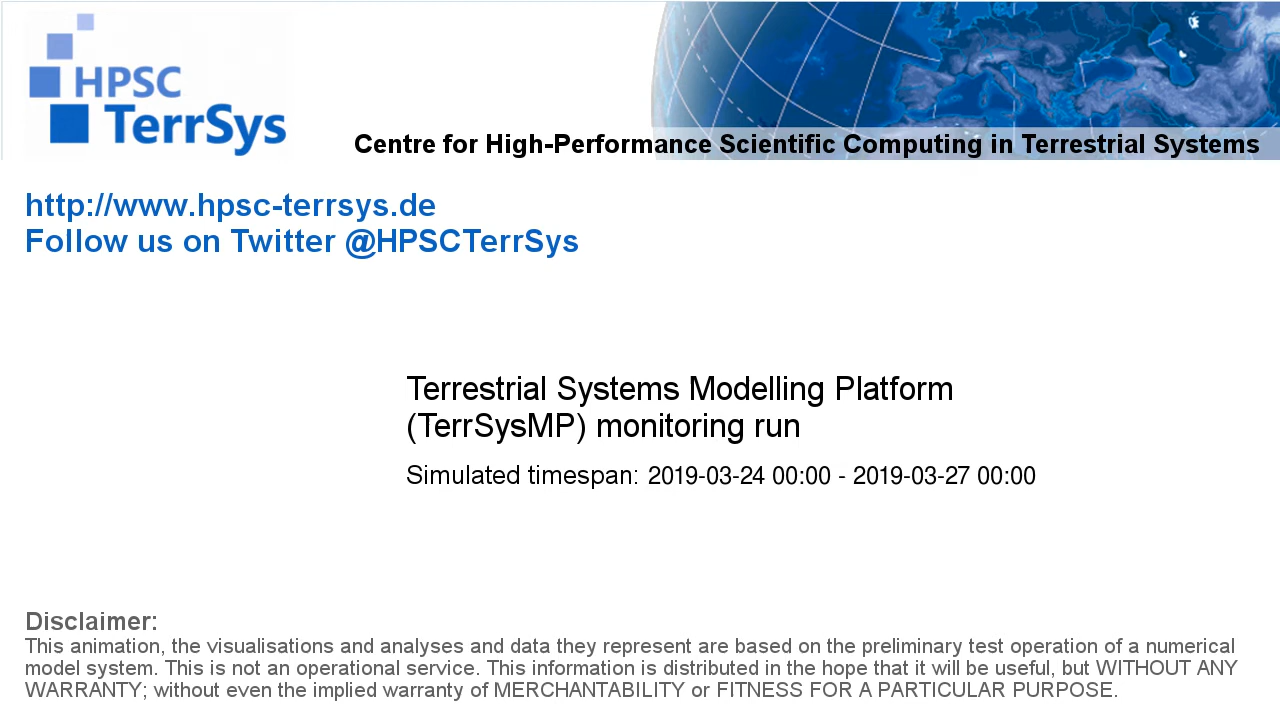 HPSC
TerrSys
Centre for High-Performance Scientific Computing in Terrestrial Systems
http://www.hpsc-terrsys.de
Follow us on Twitter @HPSCTerrSys
Terrestrial Systems Modelling Platform
(TerrSysMP) monitoring run
Simulated timespan: 2019-03-24 00:00 - 2019-03-27 00:00
Disclaimer:
This animation, the visualisations and analyses and data they represent are based on the preliminary test operation of a numerical
model system. This is not an operational service. This information is distributed in the hope that it will be useful, but WITHOUT ANY
WARRANTY; without even the implied warranty of MERCHANTABILITY or FITNESS FOR A PARTICULAR PURPOSE.